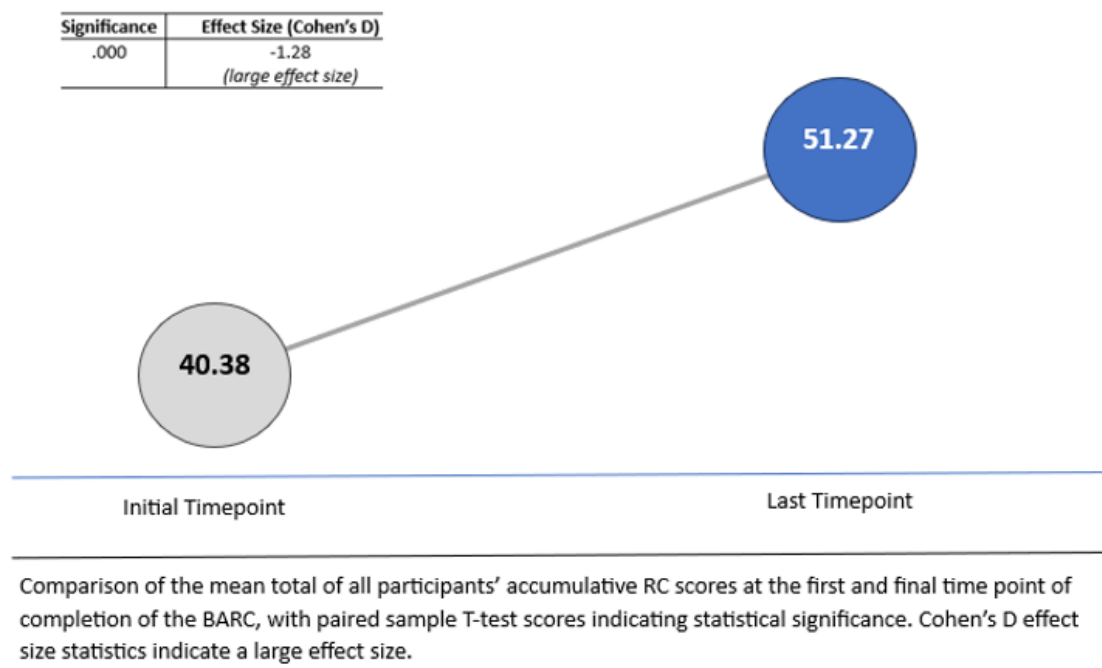 Significance Effect Size (Cohen's D)
.000 -1.28
(large effect size)
51.27
40.38
Initial Timepoint
Last Timepoint
Comparison of the mean total of all participants' accumulative RC scores at the first and final time point of
completion of the BARC, with paired sample T-test scores indicating statistical significance. Cohen's D effect
size statistics indicate a large effect size.